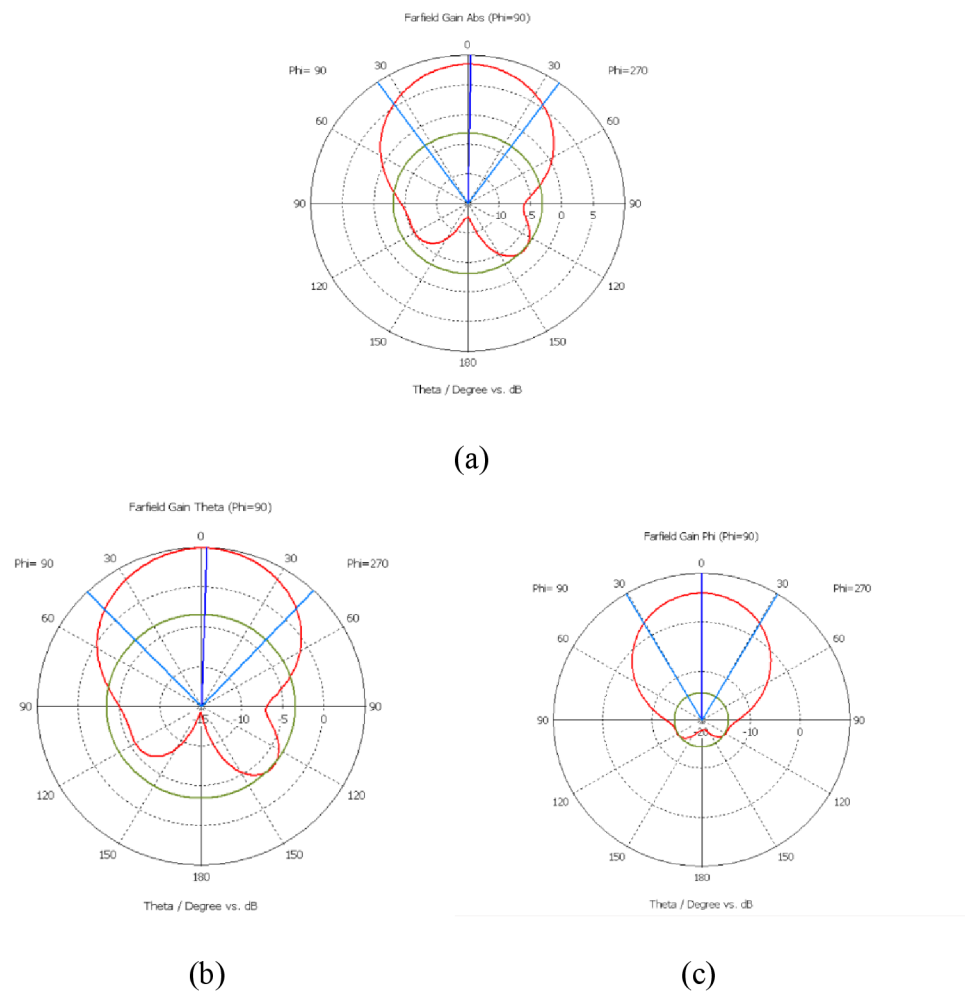 Farfield Gain Abs (Phi=90)
0
Phi= 90 30 30 Phi=270
60 60
90 -10 -5 0 5 90
120 120
150 150
180
Theta / Degree vs. dB
(a)
Farfield Gain Theta (Phi=90)
0
Phi= 90 30 30 Phi=270
60 60
90 -15 -10 -5 0 90
120 120
150 150
180
Theta / Degree vs. dB
(b)
Farfield Gain Phi (Phi=90)
0
Phi= 90 30 30 Phi=270
60 60
90 -20 -10 0 90
120 120
150 150
180
Theta / Degree vs. dB
(c)